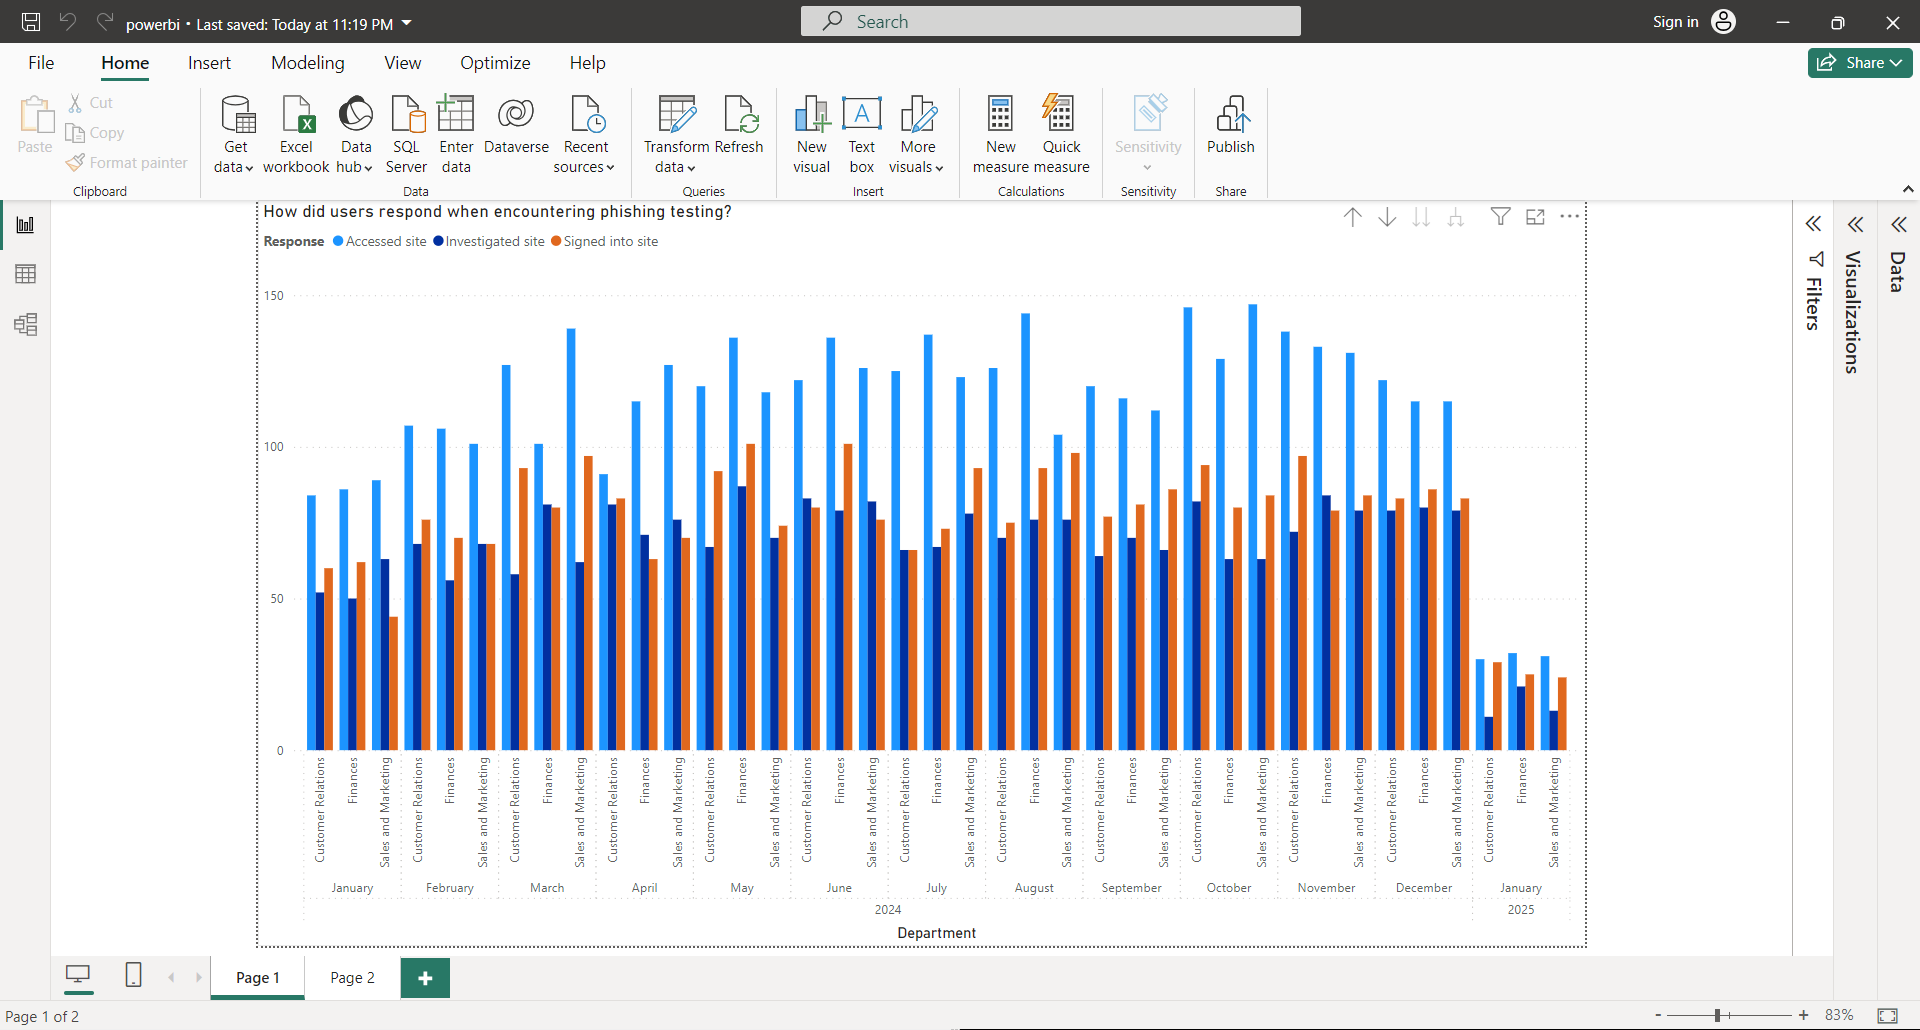 powerbi • Last saved: Today at 11:19 PM
Search
Sign in
File Home Insert Modeling View Optimize Help
Share
Paste
Cut
Copy
Format painter
Clipboard
Get data
Excel workbook
Data hub
SQL Server
Enter data
Dataverse
Recent sources
Data
Transform data
Refresh
Queries
New visual
Text box
More visuals
Insert
New measure
Quick measure
Calculations
Sensitivity
Sensitivity
Publish
Share
How did users respond when encountering phishing testing?
Response Accessed site Investigated site Signed into site
150
100
50
0
Customer Relations Finances Sales and Marketing Customer Relations Finances Sales and Marketing Customer Relations Finances Sales and Marketing Customer Relations Finances Sales and Marketing Customer Relations Finances Sales and Marketing Customer Relations Finances Sales and Marketing Customer Relations Finances Sales and Marketing Customer Relations Finances Sales and Marketing Customer Relations Finances Sales and Marketing Customer Relations Finances Sales and Marketing Customer Relations Finances Sales and Marketing Customer Relations Finances Sales and Marketing Customer Relations Finances Sales and Marketing
January February March April May June July August September October November December January
2024 2025
Department
Filters
Visualizations
Data
Page 1 Page 2 +
Page 1 of 2
- + 83%